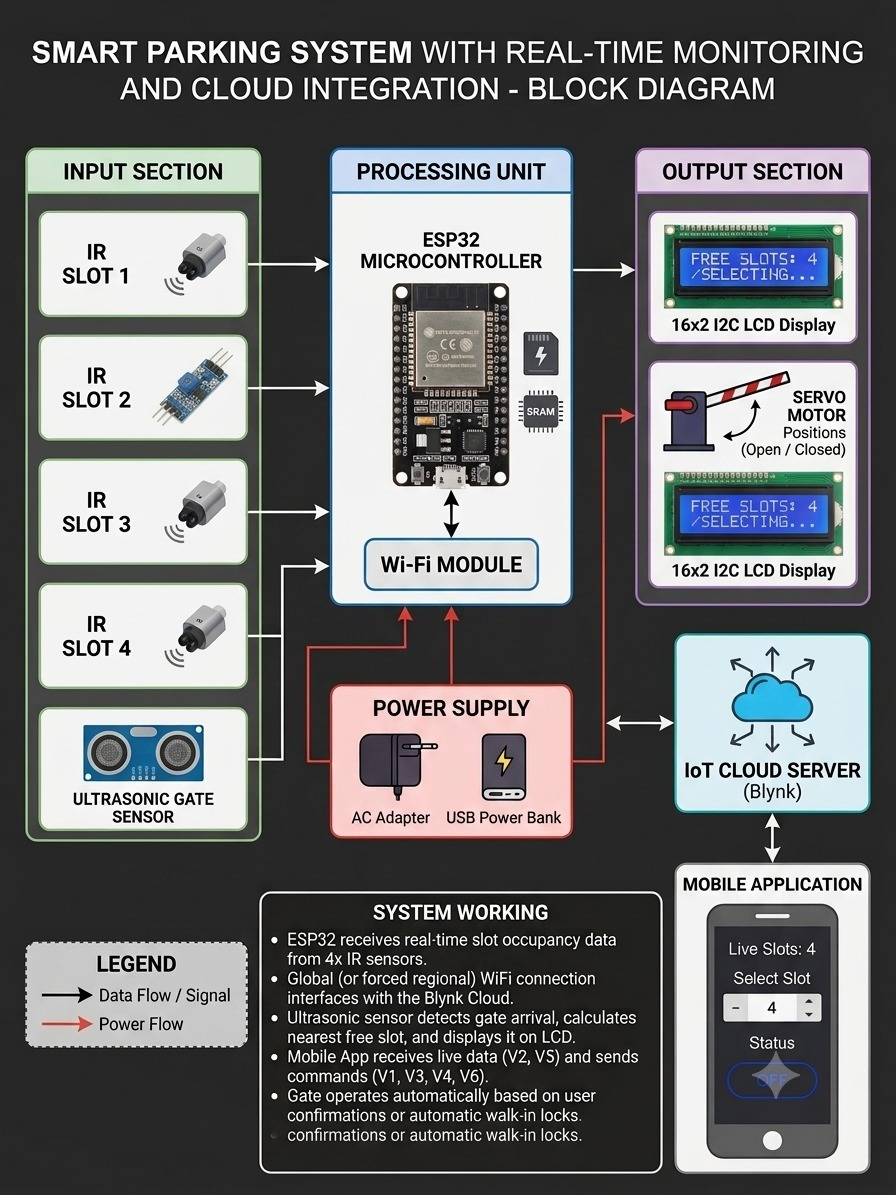 SMART PARKING SYSTEM WITH REAL-TIME MONITORING
AND CLOUD INTEGRATION - BLOCK DIAGRAM
INPUT SECTION
IR
SLOT 1
IR
SLOT 2
IR
SLOT 3
IR
SLOT 4
ULTRASONIC GATE
SENSOR
PROCESSING UNIT
ESP32
MICROCONTROLLER
CE
SRAM
Wi-Fi MODULE
POWER SUPPLY
AC Adapter
USB Power Bank
OUTPUT SECTION
FREE SLOTS: 4
/SELECTING...
16x2 I2C LCD Display
SERVO
MOTOR
Positions
(Open / Closed)
FREE SLOTS: 4
/SELECTIMG...
16x2 I2C LCD Display
IoT CLOUD SERVER
(Blynk)
MOBILE APPLICATION
Live Slots: 4
Select Slot
− 4
Status
OFF
LEGEND
Data Flow / Signal
Power Flow
SYSTEM WORKING
• ESP32 receives real-time slot occupancy data
from 4x IR sensors.
• Global (or forced regional) WiFi connection
interfaces with the Blynk Cloud.
• Ultrasonic sensor detects gate arrival, calculates
nearest free slot, and displays it on LCD.
• Mobile App receives live data (V2, VS) and sends
commands (V1, V3, V4, V6).
• Gate operates automatically based on user
confirmations or automatic walk-in locks.
• confirmations or automatic walk-in locks.